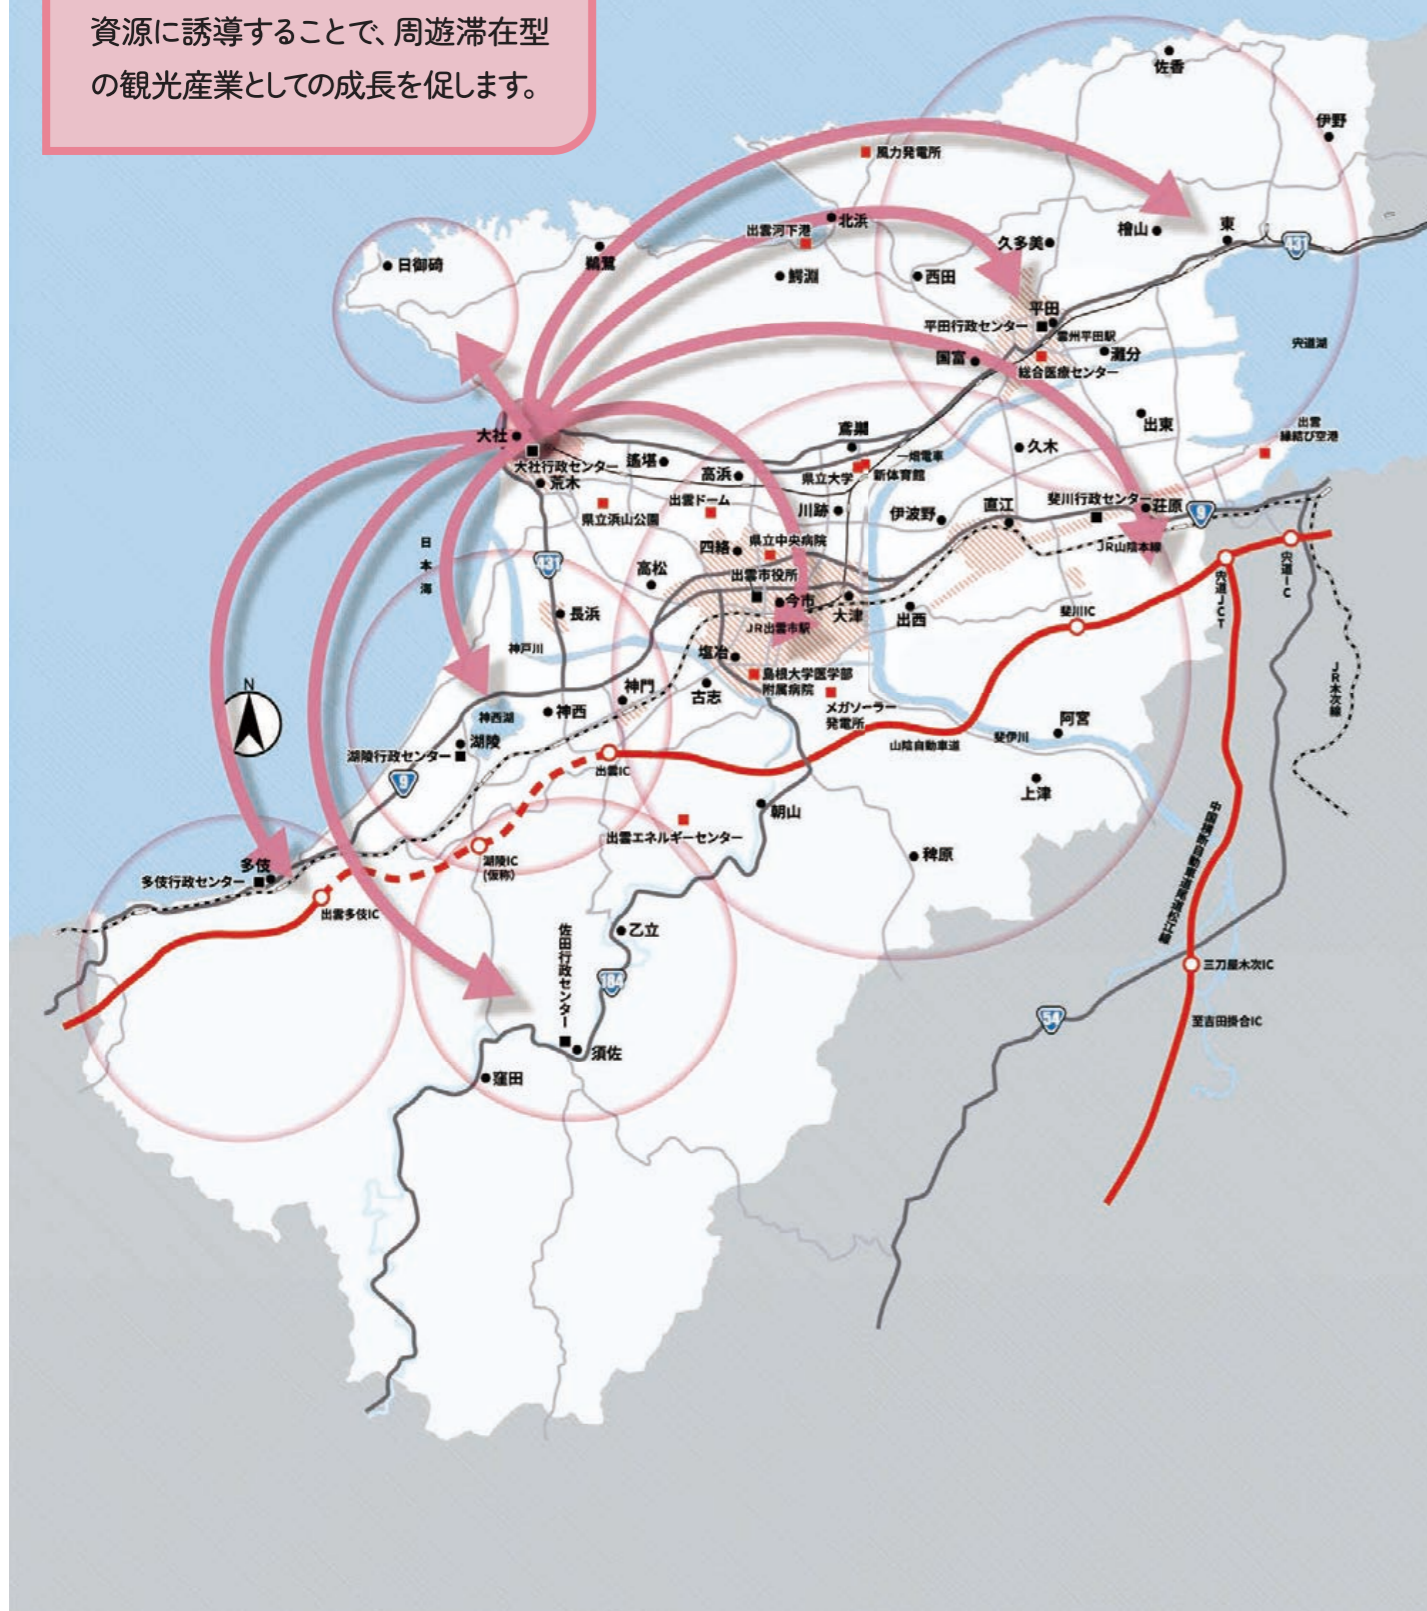 資源に誘導することで、周遊滞在型
の観光産業としての成長を促します。
佐香
伊野
風力発電所
北浜
出雲河下港
檜山
東
久多美
431
日御碕
鵜鷺
鰐淵
西田
平田
平田行政センター
雲州平田駅
宍道湖
国富
灘分
総合医療センター
出東
出雲
縁結び空港
大社
鳶巣
一畑電車
久木
大社行政センター
遙堪
高浜
県立大学
新体育館
荒木
出雲ドーム
県立浜山公園
川跡
伊波野
直江
斐川行政センター
荘原
9
日本海
四絡
県立中央病院
JR山陰本線
431
高松
出雲市役所
宍道JCT
宍道IC
長浜
今市
大津
出西
斐川IC
JR出雲市駅
神戸川
塩冶
島根大学医学部
附属病院
JR木次線
N
神門
古志
メガソーラー
発電所
神西湖
神西
阿宮
湖陵
斐伊川
湖陵行政センター
山陰自動車道
出雲IC
9
上津
朝山
中国横断自動車道尾道松江線
出雲エネルギーセンター
湖陵IC
(仮称)
稗原
多伎
多伎行政センター
出雲多伎IC
乙立
佐田行政センター
三刀屋木次IC
184
54
至吉田掛合IC
須佐
窪田